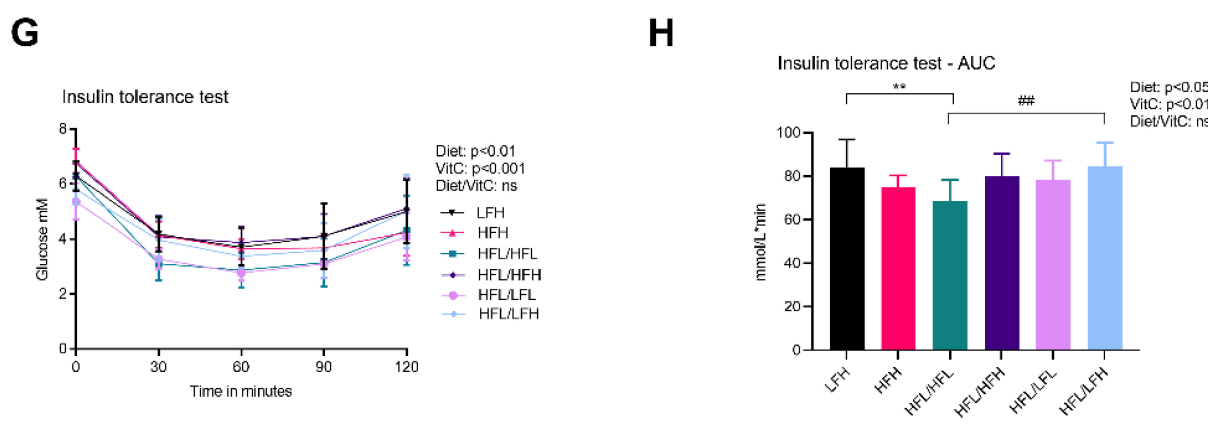 G
Insulin tolerance test
8
6
4
2
0
Glucose mM
0 30 60 90 120
Time in minutes
Diet: p<0.01
VitC: p<0.001
Diet/VitC: ns
LFH
HFH
HFL/HFL
HFL/HFH
HFL/LFL
HFL/LFH
H
Insulin tolerance test - AUC
Diet: p<0.05
VitC: p<0.01
Diet/VitC: ns
**
##
100
80
60
40
20
0
mmol/L*min
LFH
HFH
HFL/HFL
HFL/HFH
HFL/LFL
HFL/LFH